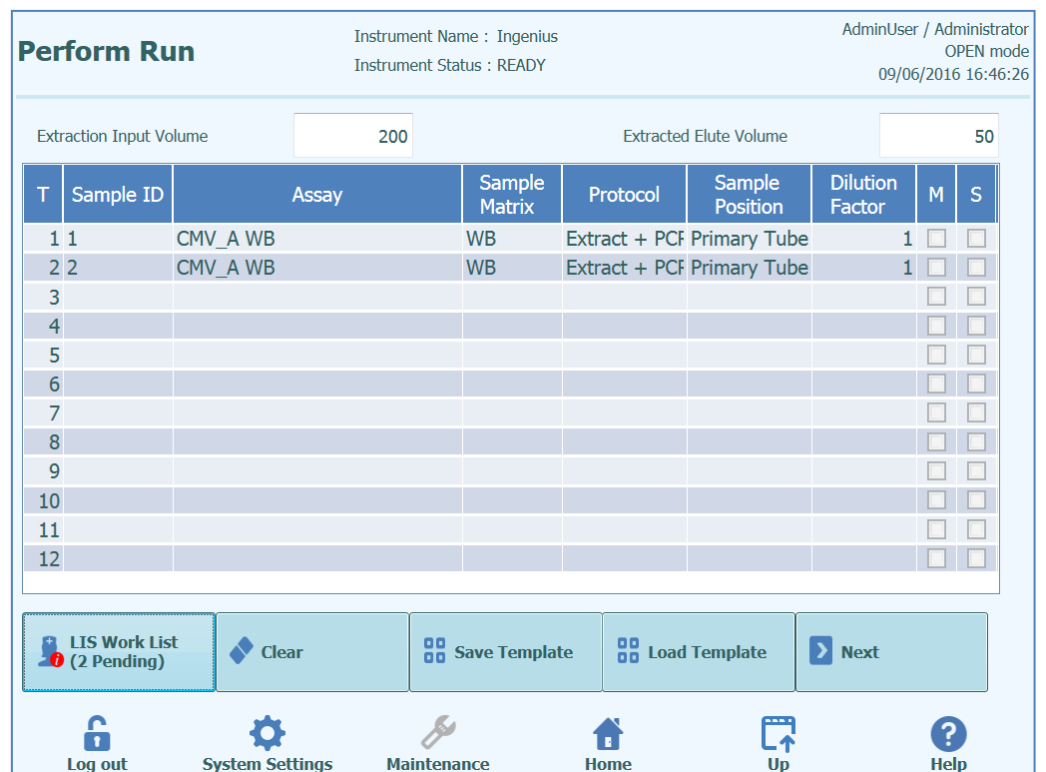 Perform Run
Instrument Name : Ingenius
Instrument Status : READY
AdminUser / Administrator
OPEN mode
09/06/2016 16:46:26
Extraction Input Volume 200 Extracted Elute Volume 50
T Sample ID Assay Sample Matrix Protocol Sample Position Dilution Factor M S
1 1 CMV_A WB WB Extract + PCF Primary Tube 1
2 2 CMV_A WB WB Extract + PCF Primary Tube 1
3
4
5
6
7
8
9
10
11
12
LIS Work List
(2 Pending)
Clear
Save Template
Load Template
Next
Log out System Settings Maintenance Home Up Help